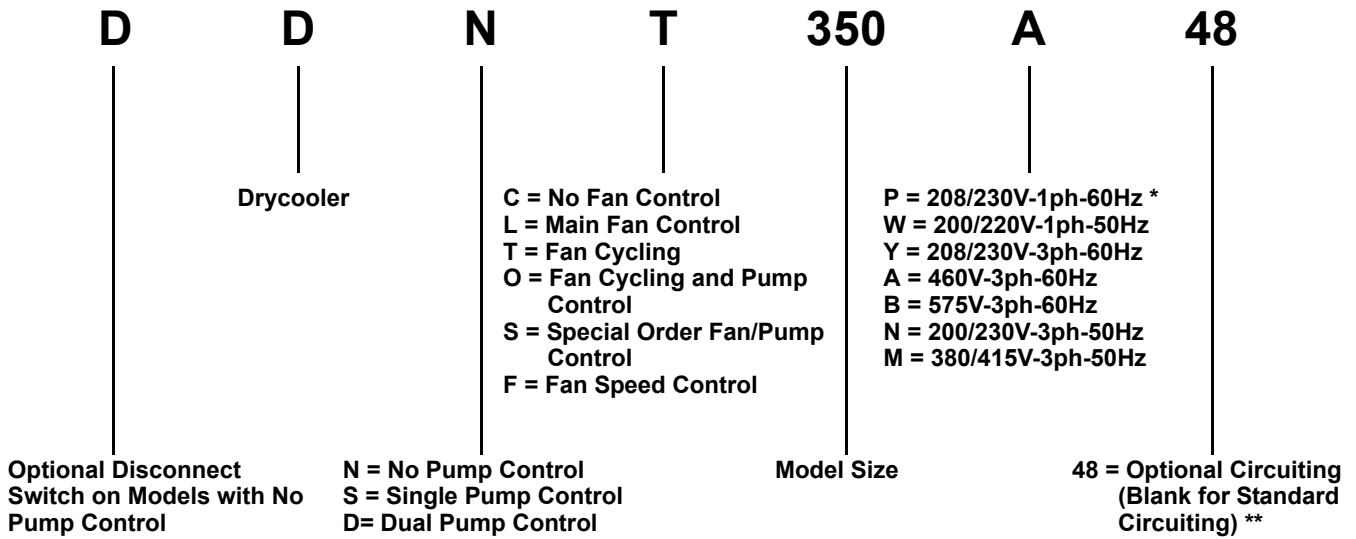 D D N T 350 A 48
Drycooler
C = No Fan Control
L = Main Fan Control
T = Fan Cycling
O = Fan Cycling and Pump
Control
S = Special Order Fan/Pump
Control
F = Fan Speed Control
P = 208/230V-1ph-60Hz *
W = 200/220V-1ph-50Hz
Y = 208/230V-3ph-60Hz
A = 460V-3ph-60Hz
B = 575V-3ph-60Hz
N = 200/230V-3ph-50Hz
M = 380/415V-3ph-50Hz
Optional Disconnect
Switch on Models with No
Pump Control
N = No Pump Control
S = Single Pump Control
D= Dual Pump Control
Model Size
48 = Optional Circuiting
(Blank for Standard
Circuiting) **